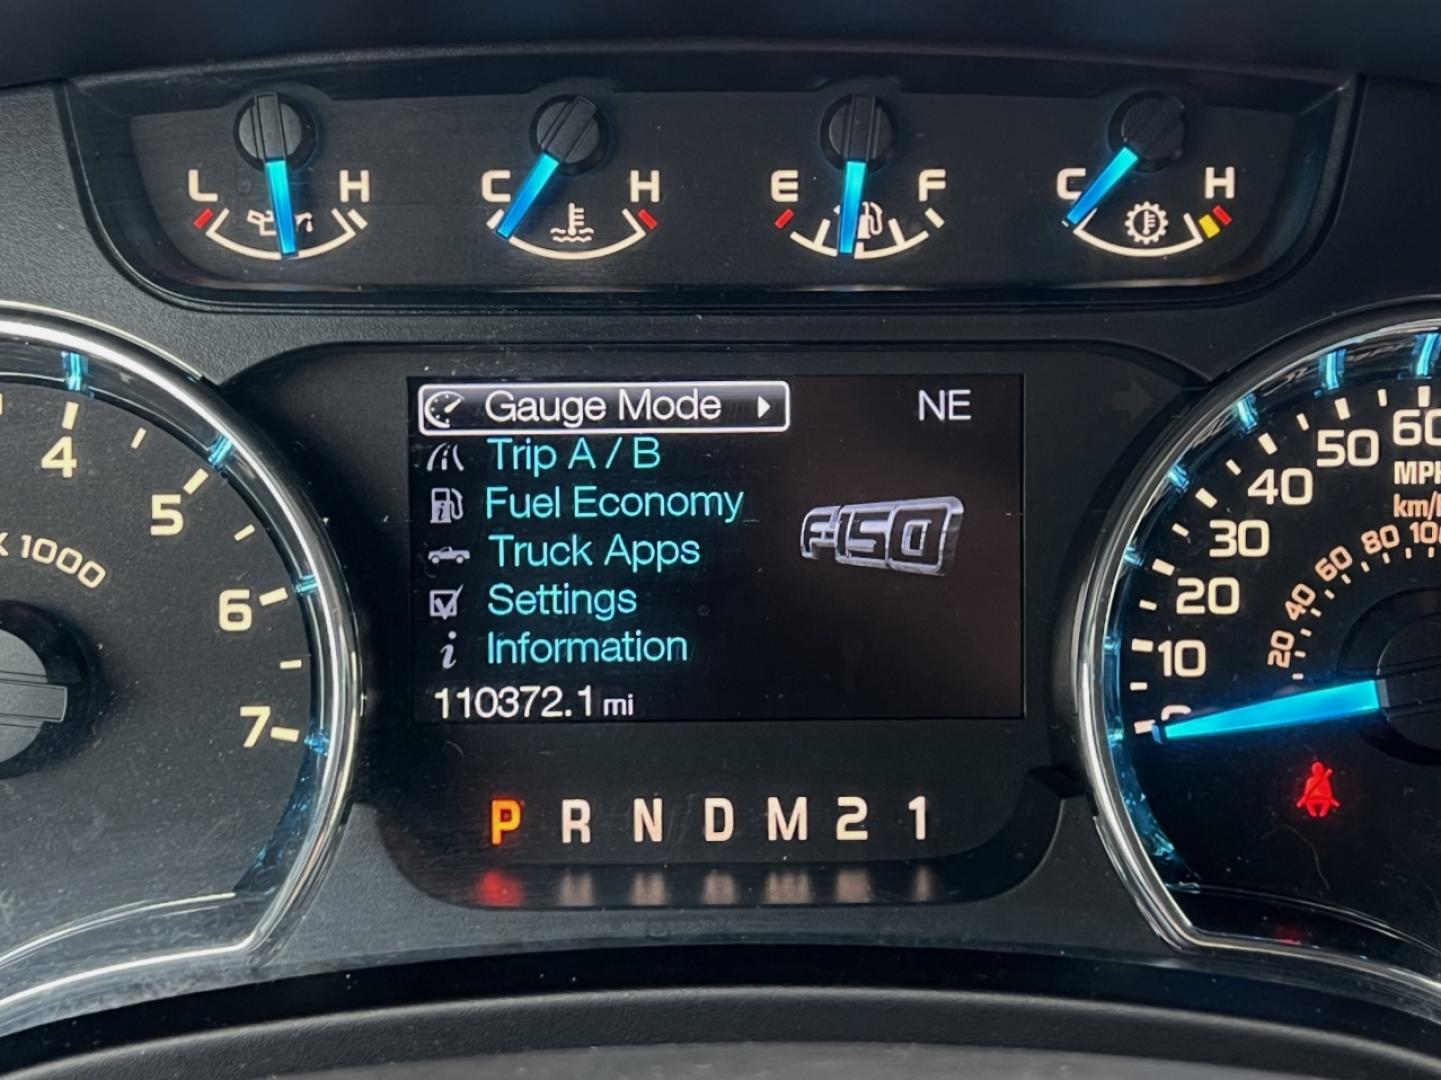 L H C H E F C H
Gauge Mode NE
Trip A / B
Fuel Economy
Truck Apps
Settings
Information
110372.1 mi
F-150
P R N D M 2 1
4
5
6
7
X 1000
60
50
40
30
20
10
0
MPH
km/h
80
60
40
20